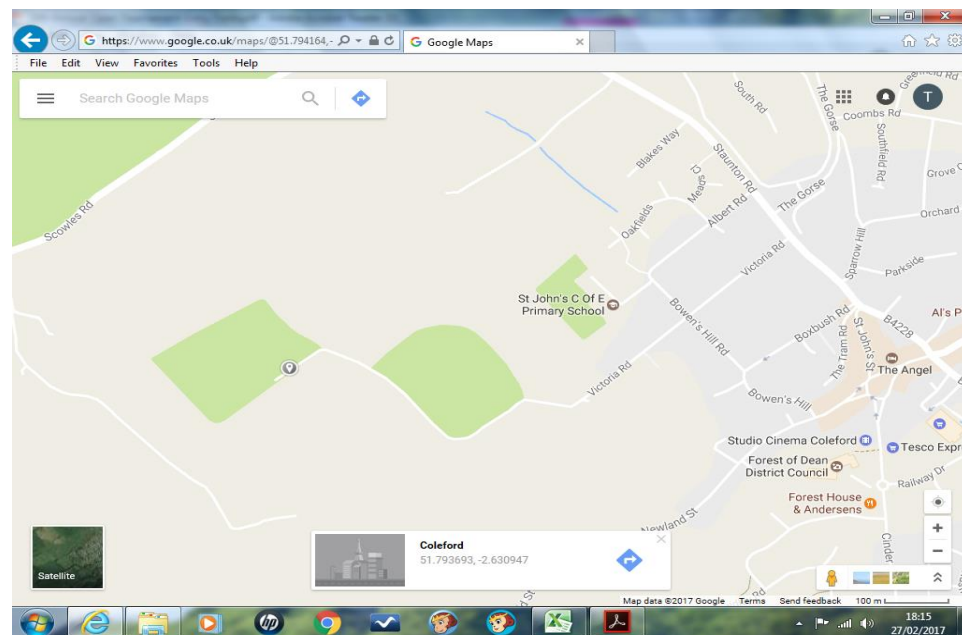 https://www.google.co.uk/maps/@51.794164,-
Google Maps
File Edit View Favorites Tools Help
Search Google Maps
T
South Rd
The Gorse
Coombs Rd
Southfield Rd
Blakes Way
Staunton Rd
Meads Cl
Albert Rd
The Gorse
Grove
Orchard
Scowles Rd
Oakfields
Victoria Rd
Sparrow Hill
Parkside
St John's C Of E
Primary School
Bowen's Hill Rd
Boxbush Rd
St John's St
B4228
Al's P
The Tram Rd
The Angel
Victoria Rd
Bowen's Hill
Studio Cinema Coleford
Tesco Expr
Forest of Dean
District Council
Railway Dr
Forest House
& Andersens
Newland St
Cinder
Coleford
51.793693, -2.630947
Satellite
Map data ©2017 Google Terms Send feedback 100 m
hp
18:15
27/02/2017